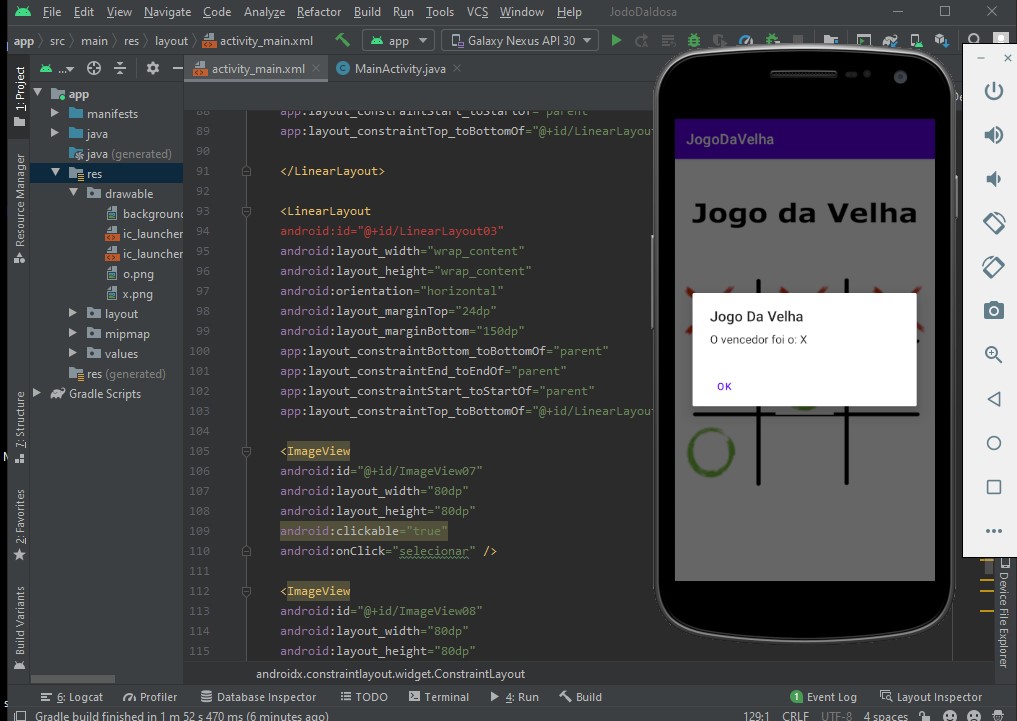 File Edit View Navigate Code Analyze Refactor Build Run Tools VCS Window Help JodoDaIdosa
app src main res layout activity_main.xml app Galaxy Nexus API 30
1: Project
Resource Manager
7: Structure
2: Favorites
Build Variants
app
manifests
java
java (generated)
res
drawable
background
ic_launcher
ic_launcher
o.png
x.png
layout
mipmap
values
res (generated)
Gradle Scripts
activity_main.xml MainActivity.java
88 app:layout_constraintStart_toStartOf="parent"
89 app:layout_constraintTop_toBottomOf="@+id/LinearLayout
90
91 </LinearLayout>
92
93 <LinearLayout
94 android:id="@+id/LinearLayout03"
95 android:layout_width="wrap_content"
96 android:layout_height="wrap_content"
97 android:orientation="horizontal"
98 android:layout_marginTop="24dp"
99 android:layout_marginBottom="150dp"
100 app:layout_constraintBottom_toBottomOf="parent"
101 app:layout_constraintEnd_toEndOf="parent"
102 app:layout_constraintStart_toStartOf="parent"
103 app:layout_constraintTop_toBottomOf="@+id/LinearLayout
104
105 <ImageView
106 android:id="@+id/ImageView07"
107 android:layout_width="80dp"
108 android:layout_height="80dp"
109 android:clickable="true"
110 android:onClick="selecionar" />
111
112 <ImageView
113 android:id="@+id/ImageView08"
114 android:layout_width="80dp"
115 android:layout_height="80dp"
androidx.constraintlayout.widget.ConstraintLayout
JogoDaVelha
Jogo da Velha
Jogo Da Velha
O vencedor foi o: X
OK
Device File Explorer
6: Logcat Profiler Database Inspector TODO Terminal 4: Run Build 1 Event Log Layout Inspector
Gradle build finished in 1 m 52 s 470 ms (6 minutes ago) 129:1 CRLF UTF-8 4 spaces